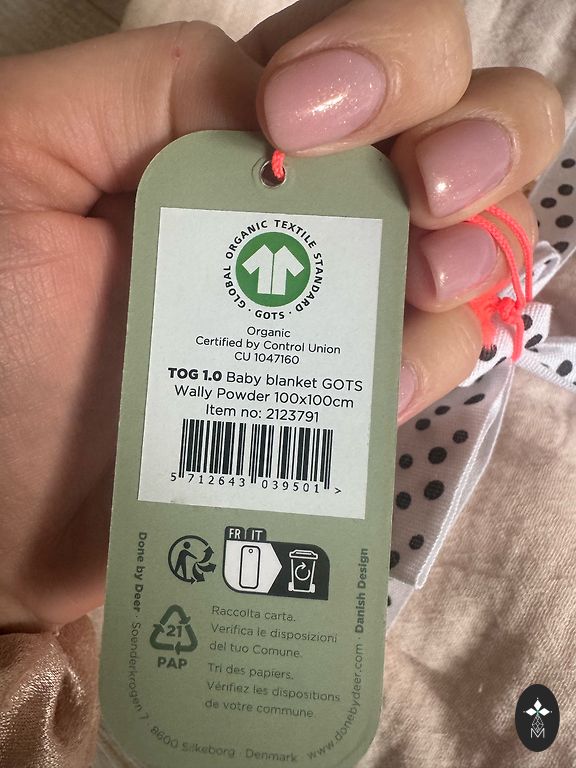 GLOBAL ORGANIC TEXTILE STANDARD · GOTS ·
Organic
Certified by Control Union
CU 1047160
TOG 1.0 Baby blanket GOTS
Wally Powder 100x100cm
Item no: 2123791
5 712643 039501 >
FR IT
21
PAP
Raccolta carta.
Verifica le disposizioni
del tuo Comune.
Tri des papiers.
Vérifiez les dispositions
de votre commune.
Done by Deer · Soenderkrogen 7 · 8600 Silkeborg · Denmark · www.donebydeer.com · Danish Design
M